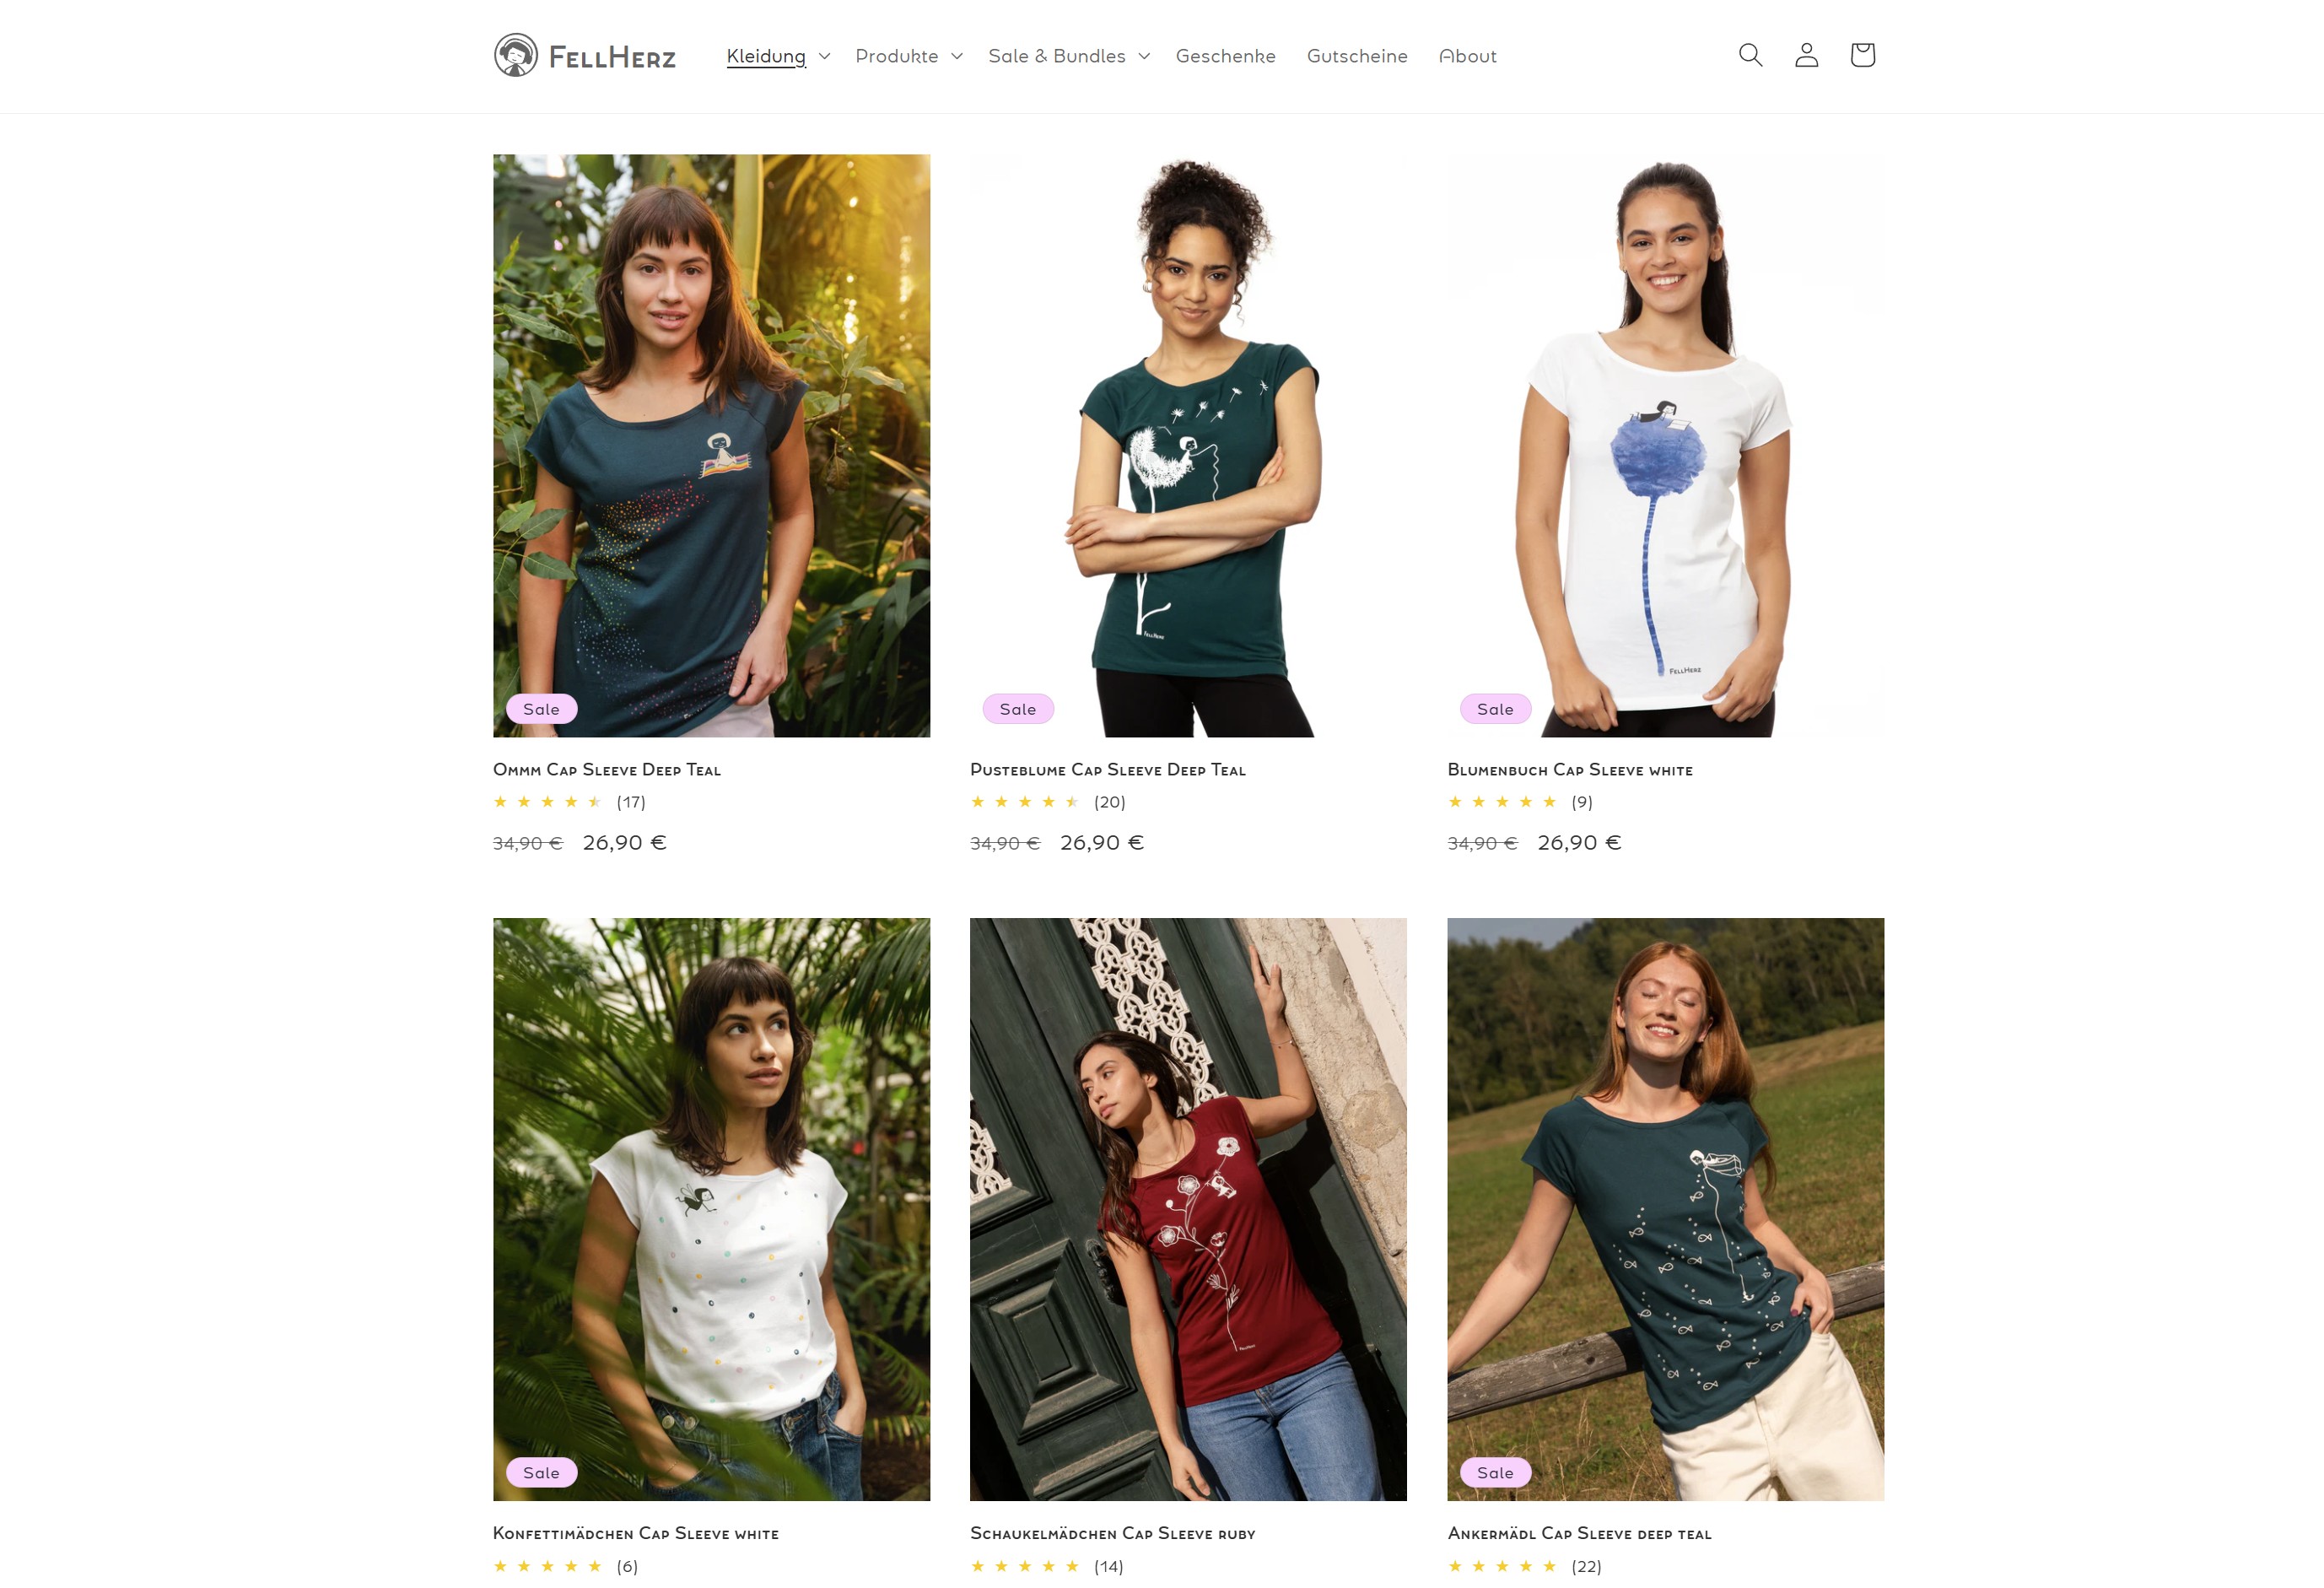 FellHerz
Kleidung Produkte Sale & Bundles Geschenke Gutscheine About
Sale
Sale
FellHerz
Sale
FellHerz
Ommm Cap Sleeve Deep Teal
(17)
34,90 € 26,90 €
Pusteblume Cap Sleeve Deep Teal
(20)
34,90 € 26,90 €
Blumenbuch Cap Sleeve white
(9)
34,90 € 26,90 €
Sale
Sale
Konfettimädchen Cap Sleeve white
(6)
Schaukelmädchen Cap Sleeve ruby
(14)
Ankermädl Cap Sleeve deep teal
(22)